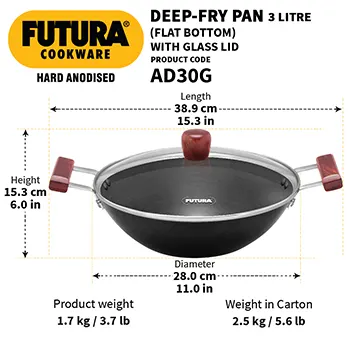 FUTURA®
COOKWARE
HARD ANODISED
DEEP-FRY PAN 3 LITRE
(FLAT BOTTOM)
WITH GLASS LID
PRODUCT CODE
AD30G
Length
38.9 cm
15.3 in
Height
15.3 cm
6.0 in
FUTURA
Diameter
28.0 cm
11.0 in
Product weight
1.7 kg / 3.7 lb
Weight in Carton
2.5 kg / 5.6 lb